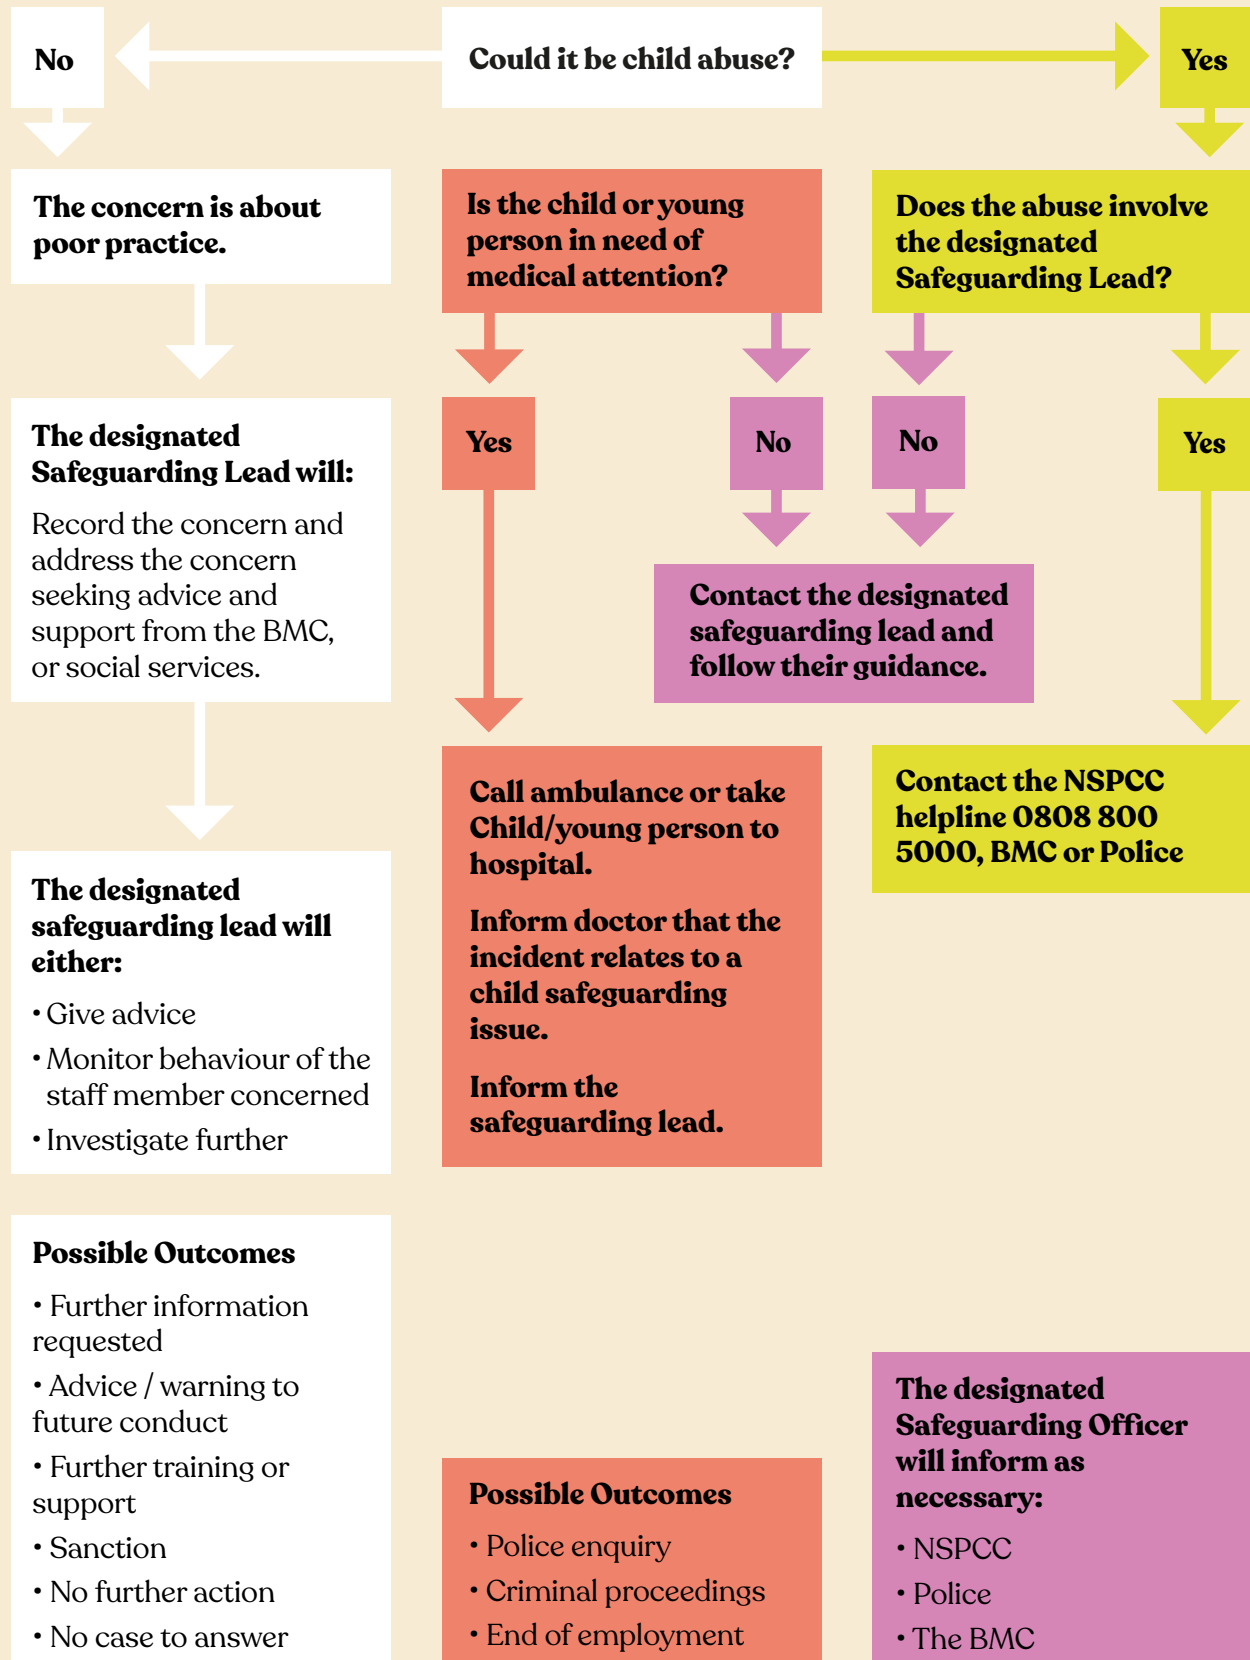 No
Could it be child abuse?
Yes
The concern is about
poor practice.
Is the child or young
person in need of
medical attention?
Does the abuse involve
the designated
Safeguarding Lead?
The designated
Safeguarding Lead will:
Record the concern and
address the concern
seeking advice and
support from the BMC,
or social services.
Yes
No
No
Yes
Contact the designated
safeguarding lead and
follow their guidance.
Call ambulance or take
Child/young person to
hospital.
Inform doctor that the
incident relates to a
child safeguarding
issue.
Inform the
safeguarding lead.
Contact the NSPCC
helpline 0808 800
5000, BMC or Police
The designated
safeguarding lead will
either:
• Give advice
• Monitor behaviour of the
staff member concerned
• Investigate further
Possible Outcomes
• Further information
requested
• Advice / warning to
future conduct
• Further training or
support
• Sanction
• No further action
• No case to answer
Possible Outcomes
• Police enquiry
• Criminal proceedings
• End of employment
The designated
Safeguarding Officer
will inform as
necessary:
• NSPCC
• Police
• The BMC